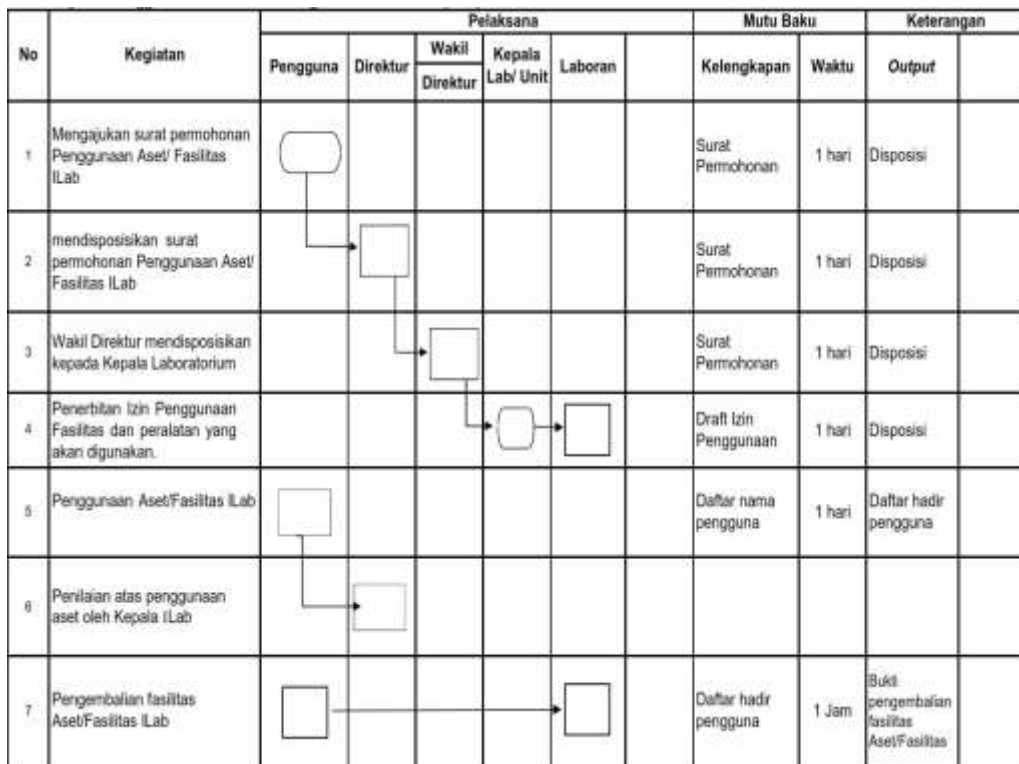 Pelaksana
Mutu Baku
Keterangan
No
Kegiatan
Pengguna
Direktur
Wakil
Direktur
Kepala
Lab/ Unit
Laboran
Kelengkapan
Waktu
Output
1
Mengajukan surat permohonan
Penggunaan Aset/ Fasilitas
ILab
Surat
Permohonan
1 hari
Disposisi
2
mendisposisikan surat
permohonan Penggunaan Aset/
Fasilitas ILab
Surat
Permohonan
1 hari
Disposisi
3
Wakil Direktur mendisposisikan
kepada Kepala Laboratorium
Surat
Permohonan
1 hari
Disposisi
4
Penerbitan Izin Penggunaan
Fasilitas dan peralatan yang
akan digunakan.
Draft Izin
Penggunaan
1 hari
Disposisi
5
Penggunaan Aset/Fasilitas ILab
Daftar nama
pengguna
1 hari
Daftar hadir
pengguna
6
Penilaian atas penggunaan
aset oleh Kepala ILab
7
Pengembalian fasilitas
Aset/Fasilitas ILab
Daftar hadir
pengguna
1 Jam
Bukti
pengembalian
fasilitas
Aset/Fasilitas